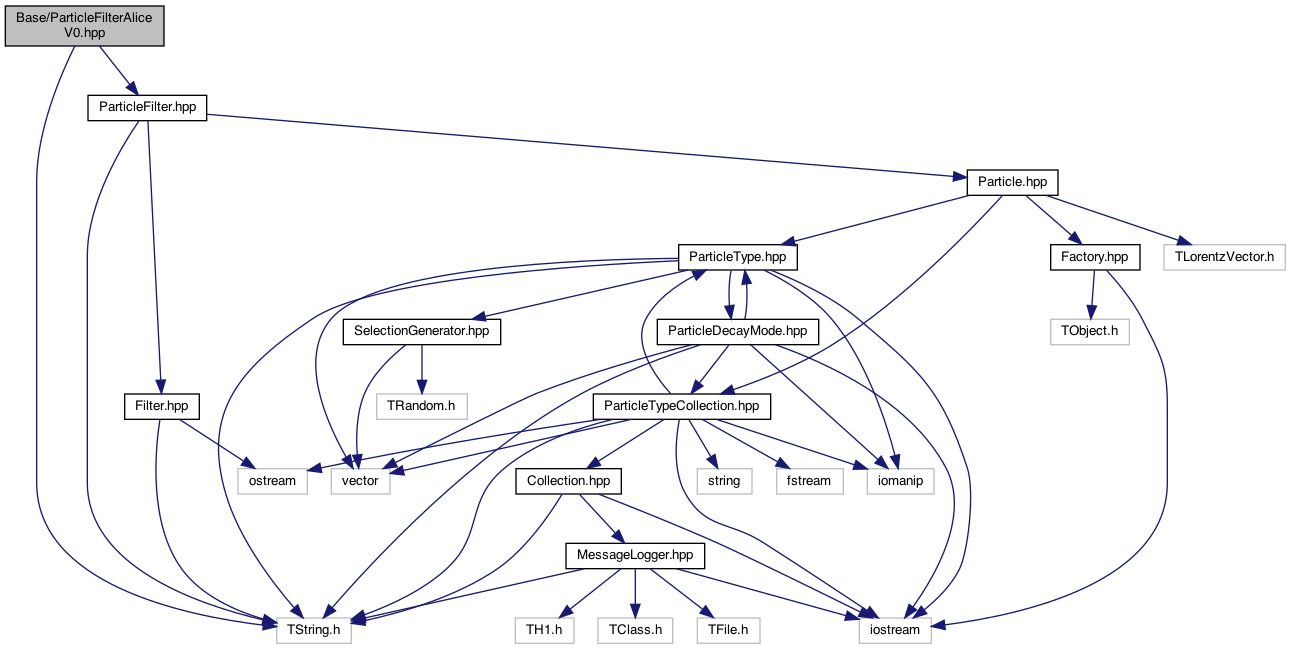 Base/ParticleFilterAlice
V0.hpp
ParticleFilter.hpp
Particle.hpp
ParticleType.hpp
Factory.hpp
TLorentzVector.h
SelectionGenerator.hpp
ParticleDecayMode.hpp
TObject.h
Filter.hpp
TRandom.h
ParticleTypeCollection.hpp
ostream
vector
Collection.hpp
string
fstream
iomanip
MessageLogger.hpp
TString.h
TH1.h
TClass.h
TFile.h
iostream